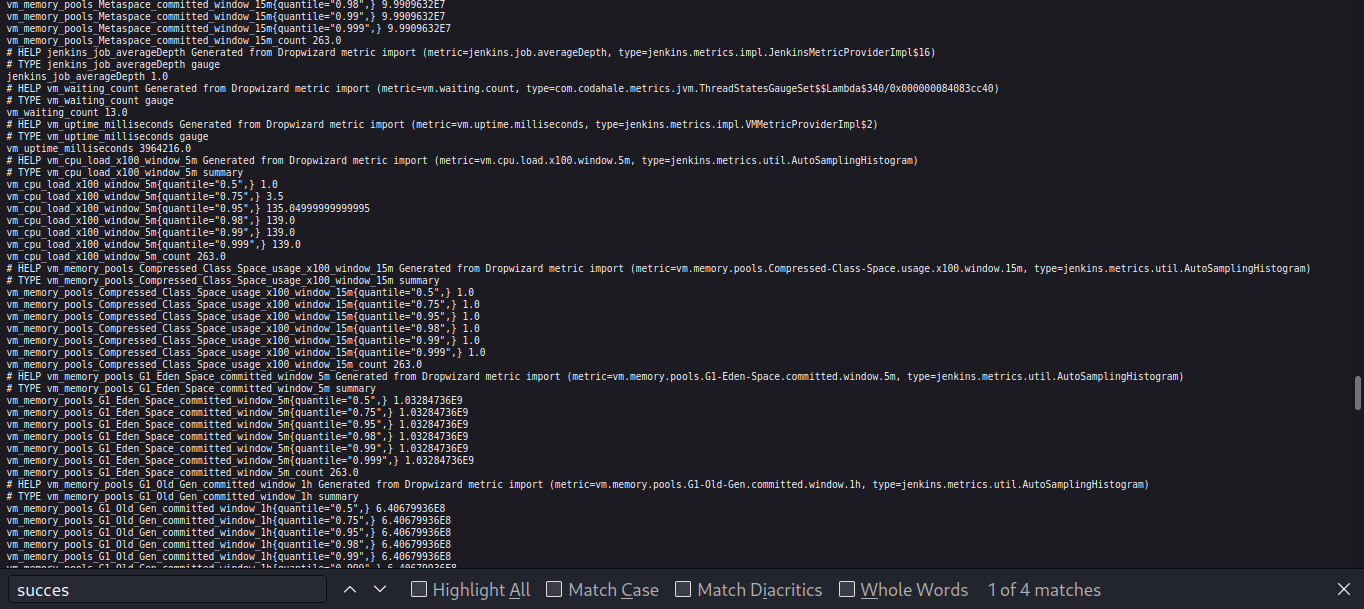 vm_memory_pools_Metaspace_committed_window_15m{quantile="0.98",} 9.9909632E7
vm_memory_pools_Metaspace_committed_window_15m{quantile="0.99",} 9.9909632E7
vm_memory_pools_Metaspace_committed_window_15m{quantile="0.999",} 9.9909632E7
vm_memory_pools_Metaspace_committed_window_15m_count 263.0
# HELP jenkins_job_averageDepth Generated from Dropwizard metric import (metric=jenkins.job.averageDepth, type=jenkins.metrics.impl.JenkinsMetricProviderImpl$16)
# TYPE jenkins_job_averageDepth gauge
jenkins_job_averageDepth 1.0
# HELP vm_waiting_count Generated from Dropwizard metric import (metric=vm.waiting.count, type=com.codahale.metrics.jvm.ThreadStatesGaugeSet$$Lambda$340/0x000000084083cc40)
# TYPE vm_waiting_count gauge
vm_waiting_count 13.0
# HELP vm_uptime_milliseconds Generated from Dropwizard metric import (metric=vm.uptime.milliseconds, type=jenkins.metrics.impl.VMMetricProviderImpl$2)
# TYPE vm_uptime_milliseconds gauge
vm_uptime_milliseconds 3964216.0
# HELP vm_cpu_load_x100_window_5m Generated from Dropwizard metric import (metric=vm.cpu.load.x100.window.5m, type=jenkins.metrics.util.AutoSamplingHistogram)
# TYPE vm_cpu_load_x100_window_5m summary
vm_cpu_load_x100_window_5m{quantile="0.5",} 1.0
vm_cpu_load_x100_window_5m{quantile="0.75",} 3.5
vm_cpu_load_x100_window_5m{quantile="0.95",} 135.04999999999995
vm_cpu_load_x100_window_5m{quantile="0.98",} 139.0
vm_cpu_load_x100_window_5m{quantile="0.99",} 139.0
vm_cpu_load_x100_window_5m{quantile="0.999",} 139.0
vm_cpu_load_x100_window_5m_count 263.0
# HELP vm_memory_pools_Compressed_Class_Space_usage_x100_window_15m Generated from Dropwizard metric import (metric=vm.memory.pools.Compressed-Class-Space.usage.x100.window.15m, type=jenkins.metrics.util.AutoSamplingHistogram)
# TYPE vm_memory_pools_Compressed_Class_Space_usage_x100_window_15m summary
vm_memory_pools_Compressed_Class_Space_usage_x100_window_15m{quantile="0.5",} 1.0
vm_memory_pools_Compressed_Class_Space_usage_x100_window_15m{quantile="0.75",} 1.0
vm_memory_pools_Compressed_Class_Space_usage_x100_window_15m{quantile="0.95",} 1.0
vm_memory_pools_Compressed_Class_Space_usage_x100_window_15m{quantile="0.98",} 1.0
vm_memory_pools_Compressed_Class_Space_usage_x100_window_15m{quantile="0.99",} 1.0
vm_memory_pools_Compressed_Class_Space_usage_x100_window_15m{quantile="0.999",} 1.0
vm_memory_pools_Compressed_Class_Space_usage_x100_window_15m_count 263.0
# HELP vm_memory_pools_G1_Eden_Space_committed_window_5m Generated from Dropwizard metric import (metric=vm.memory.pools.G1-Eden-Space.committed.window.5m, type=jenkins.metrics.util.AutoSamplingHistogram)
# TYPE vm_memory_pools_G1_Eden_Space_committed_window_5m summary
vm_memory_pools_G1_Eden_Space_committed_window_5m{quantile="0.5",} 1.03284736E9
vm_memory_pools_G1_Eden_Space_committed_window_5m{quantile="0.75",} 1.03284736E9
vm_memory_pools_G1_Eden_Space_committed_window_5m{quantile="0.95",} 1.03284736E9
vm_memory_pools_G1_Eden_Space_committed_window_5m{quantile="0.98",} 1.03284736E9
vm_memory_pools_G1_Eden_Space_committed_window_5m{quantile="0.99",} 1.03284736E9
vm_memory_pools_G1_Eden_Space_committed_window_5m{quantile="0.999",} 1.03284736E9
vm_memory_pools_G1_Eden_Space_committed_window_5m_count 263.0
# HELP vm_memory_pools_G1_Old_Gen_committed_window_1h Generated from Dropwizard metric import (metric=vm.memory.pools.G1-Old-Gen.committed.window.1h, type=jenkins.metrics.util.AutoSamplingHistogram)
# TYPE vm_memory_pools_G1_Old_Gen_committed_window_1h summary
vm_memory_pools_G1_Old_Gen_committed_window_1h{quantile="0.5",} 6.40679936E8
vm_memory_pools_G1_Old_Gen_committed_window_1h{quantile="0.75",} 6.40679936E8
vm_memory_pools_G1_Old_Gen_committed_window_1h{quantile="0.95",} 6.40679936E8
vm_memory_pools_G1_Old_Gen_committed_window_1h{quantile="0.98",} 6.40679936E8
vm_memory_pools_G1_Old_Gen_committed_window_1h{quantile="0.99",} 6.40679936E8
vm_memory_pools_G1_Old_Gen_committed_window_1h{quantile="0.999",} 6.40679936E8
succes Highlight All Match Case Match Diacritics Whole Words 1 of 4 matches